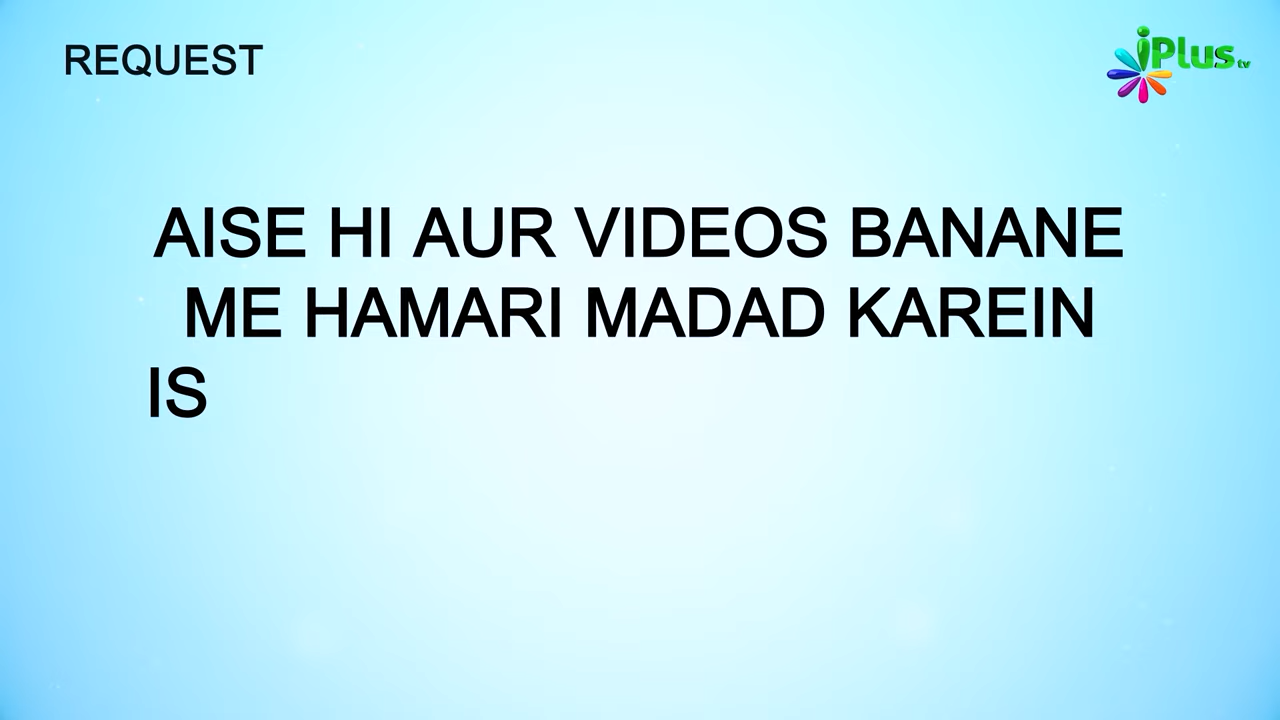 REQUEST
iPlus tv
AISE HI AUR VIDEOS BANANE
ME HAMARI MADAD KAREIN
IS